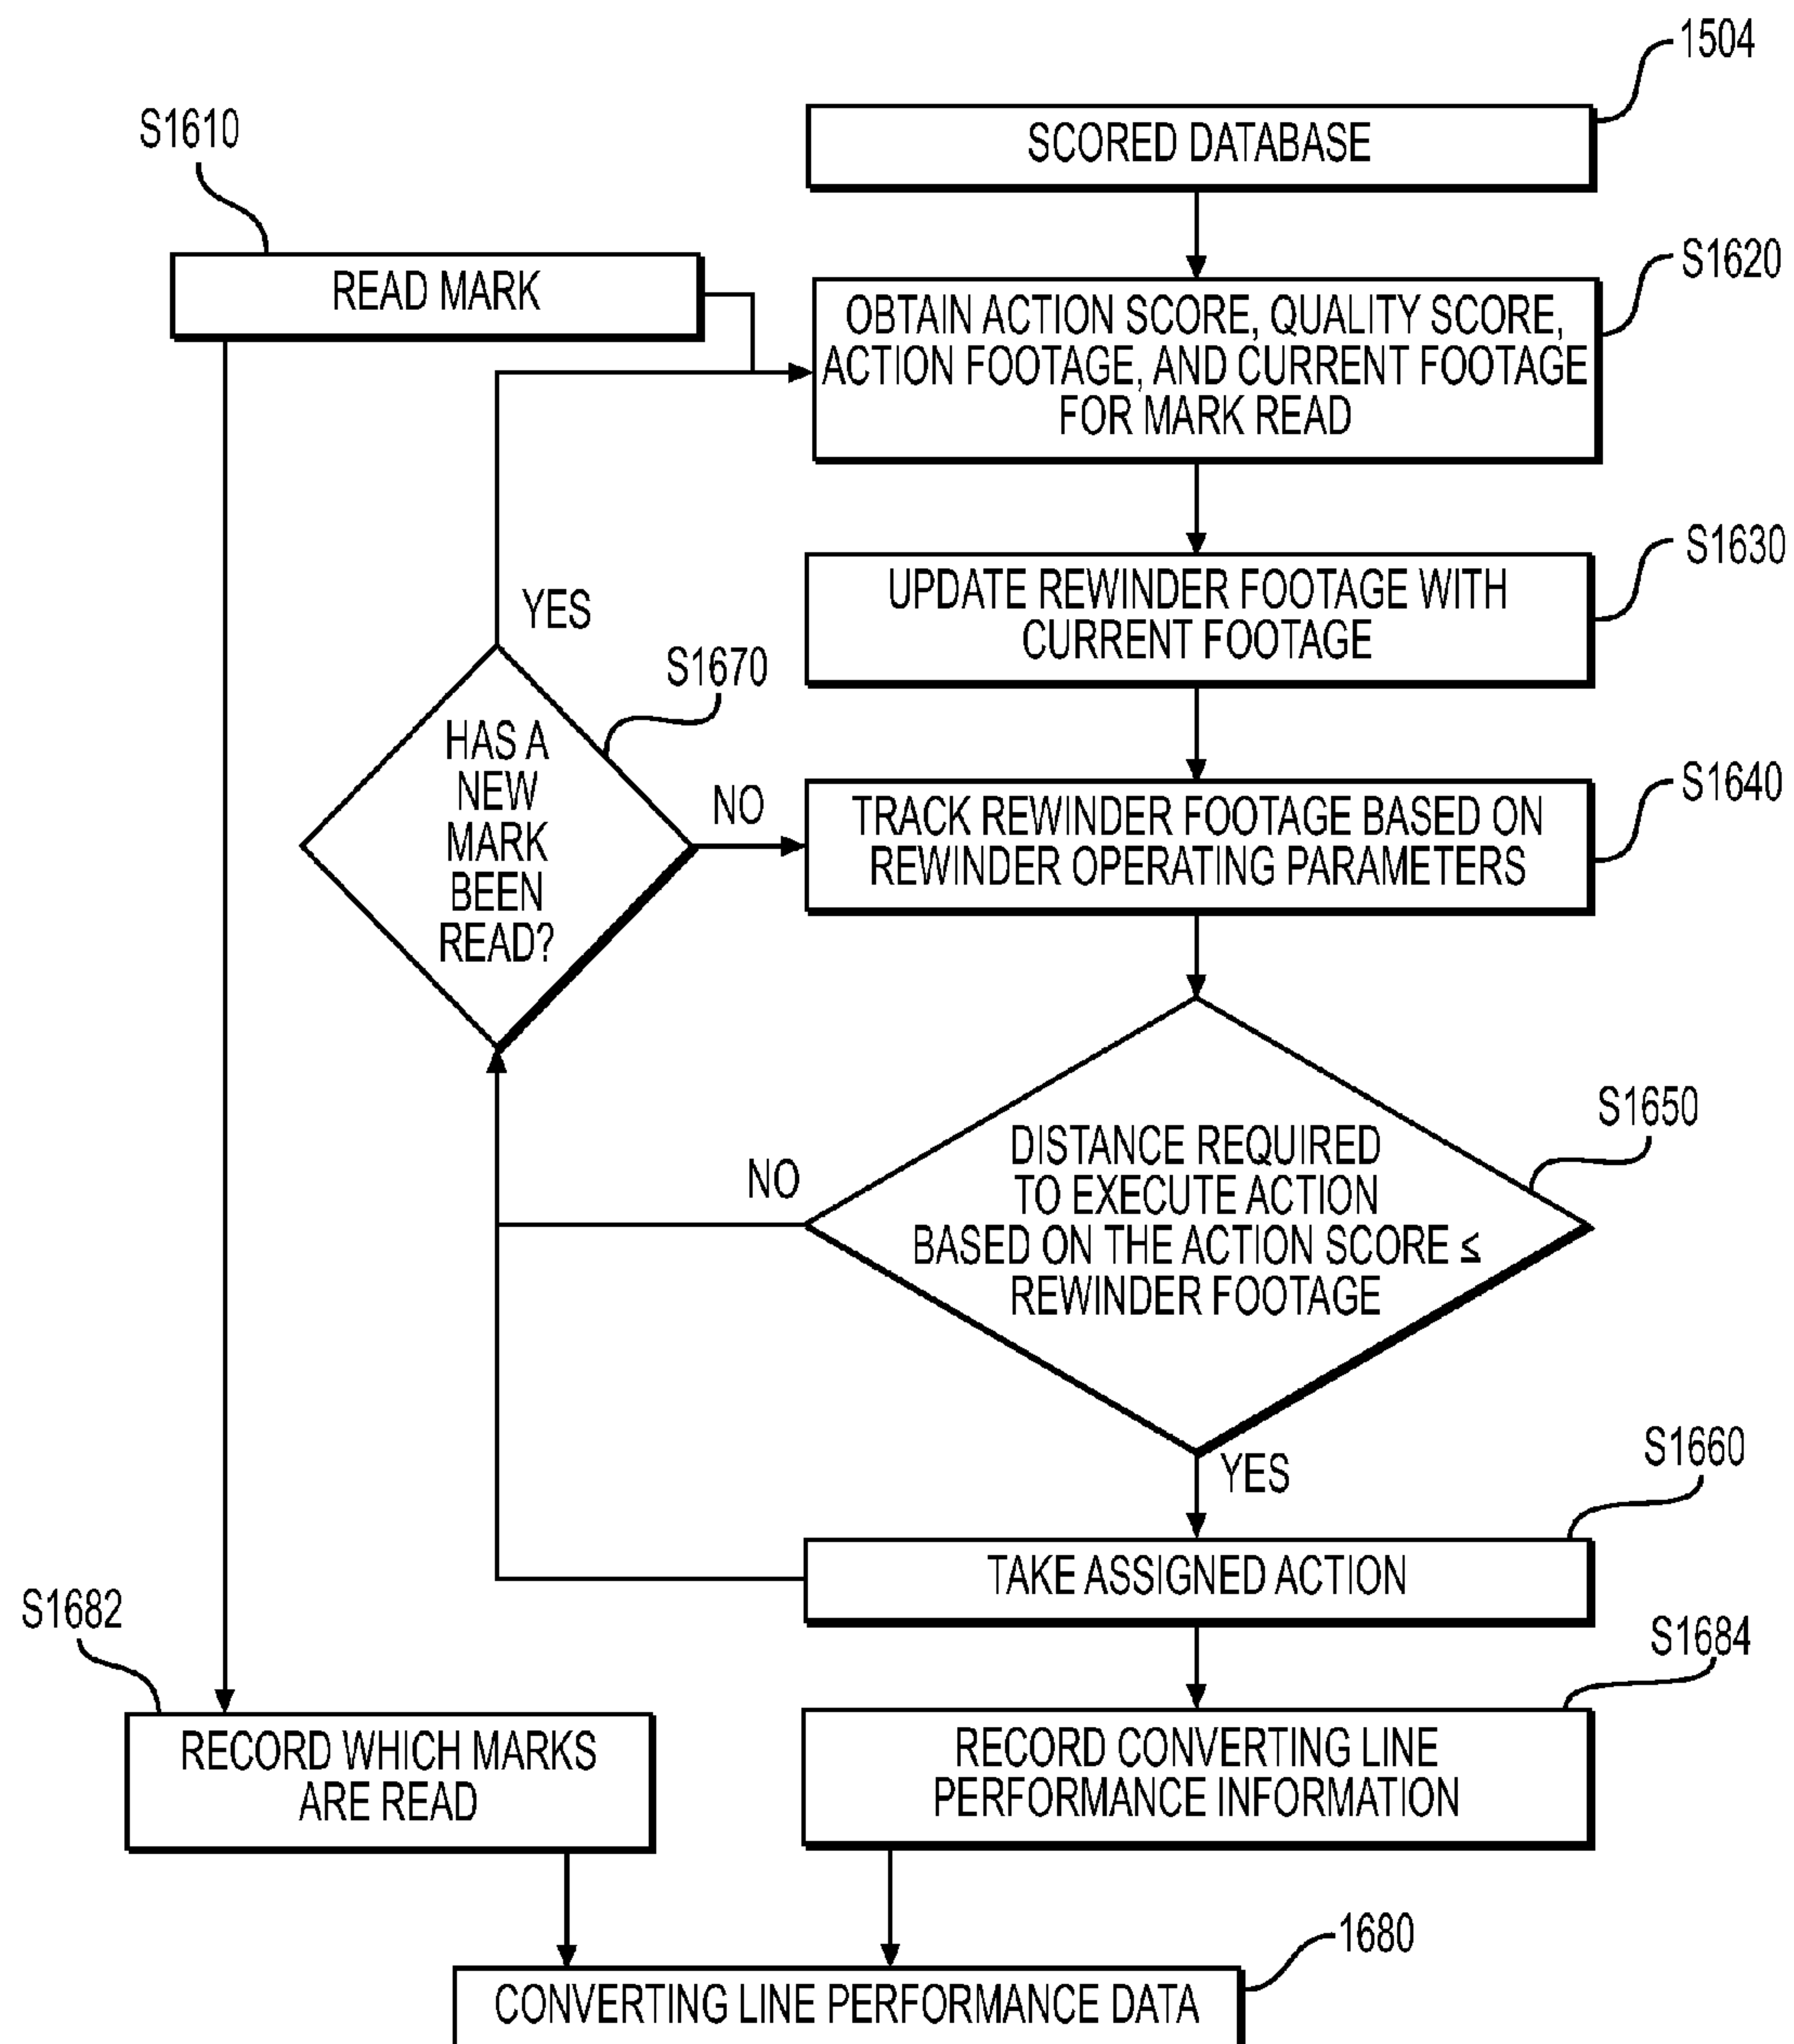 1504
SCORED DATABASE
S1610
READ MARK
S1620
OBTAIN ACTION SCORE, QUALITY SCORE,
ACTION FOOTAGE, AND CURRENT FOOTAGE
FOR MARK READ
S1630
UPDATE REWINDER FOOTAGE WITH
CURRENT FOOTAGE
YES
S1670
HAS A
NEW
MARK
BEEN
READ?
NO
S1640
TRACK REWINDER FOOTAGE BASED ON
REWINDER OPERATING PARAMETERS
S1650
DISTANCE REQUIRED
TO EXECUTE ACTION
BASED ON THE ACTION SCORE ≤
REWINDER FOOTAGE
NO
YES
S1660
TAKE ASSIGNED ACTION
S1682
RECORD WHICH MARKS
ARE READ
S1684
RECORD CONVERTING LINE
PERFORMANCE INFORMATION
1680
CONVERTING LINE PERFORMANCE DATA